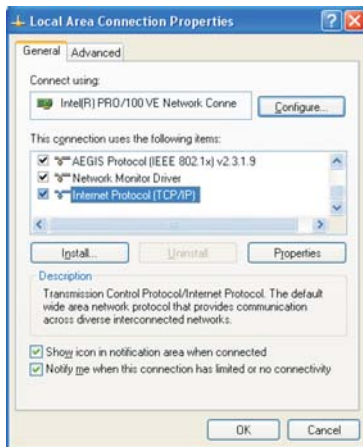 Local Area Connection Properties
General Advanced
Connect using:
Intel(R) PRO/100 VE Network Conne
Configure...
This connection uses the following items:
AEGIS Protocol (IEEE 802.1x) v2.3.1.9
Network Monitor Driver
Internet Protocol (TCP/IP)
Install... Uninstall Properties
Description
Transmission Control Protocol/Internet Protocol. The default
wide area network protocol that provides communication
across diverse interconnected networks.
Show icon in notification area when connected
Notify me when this connection has limited or no connectivity
OK Cancel